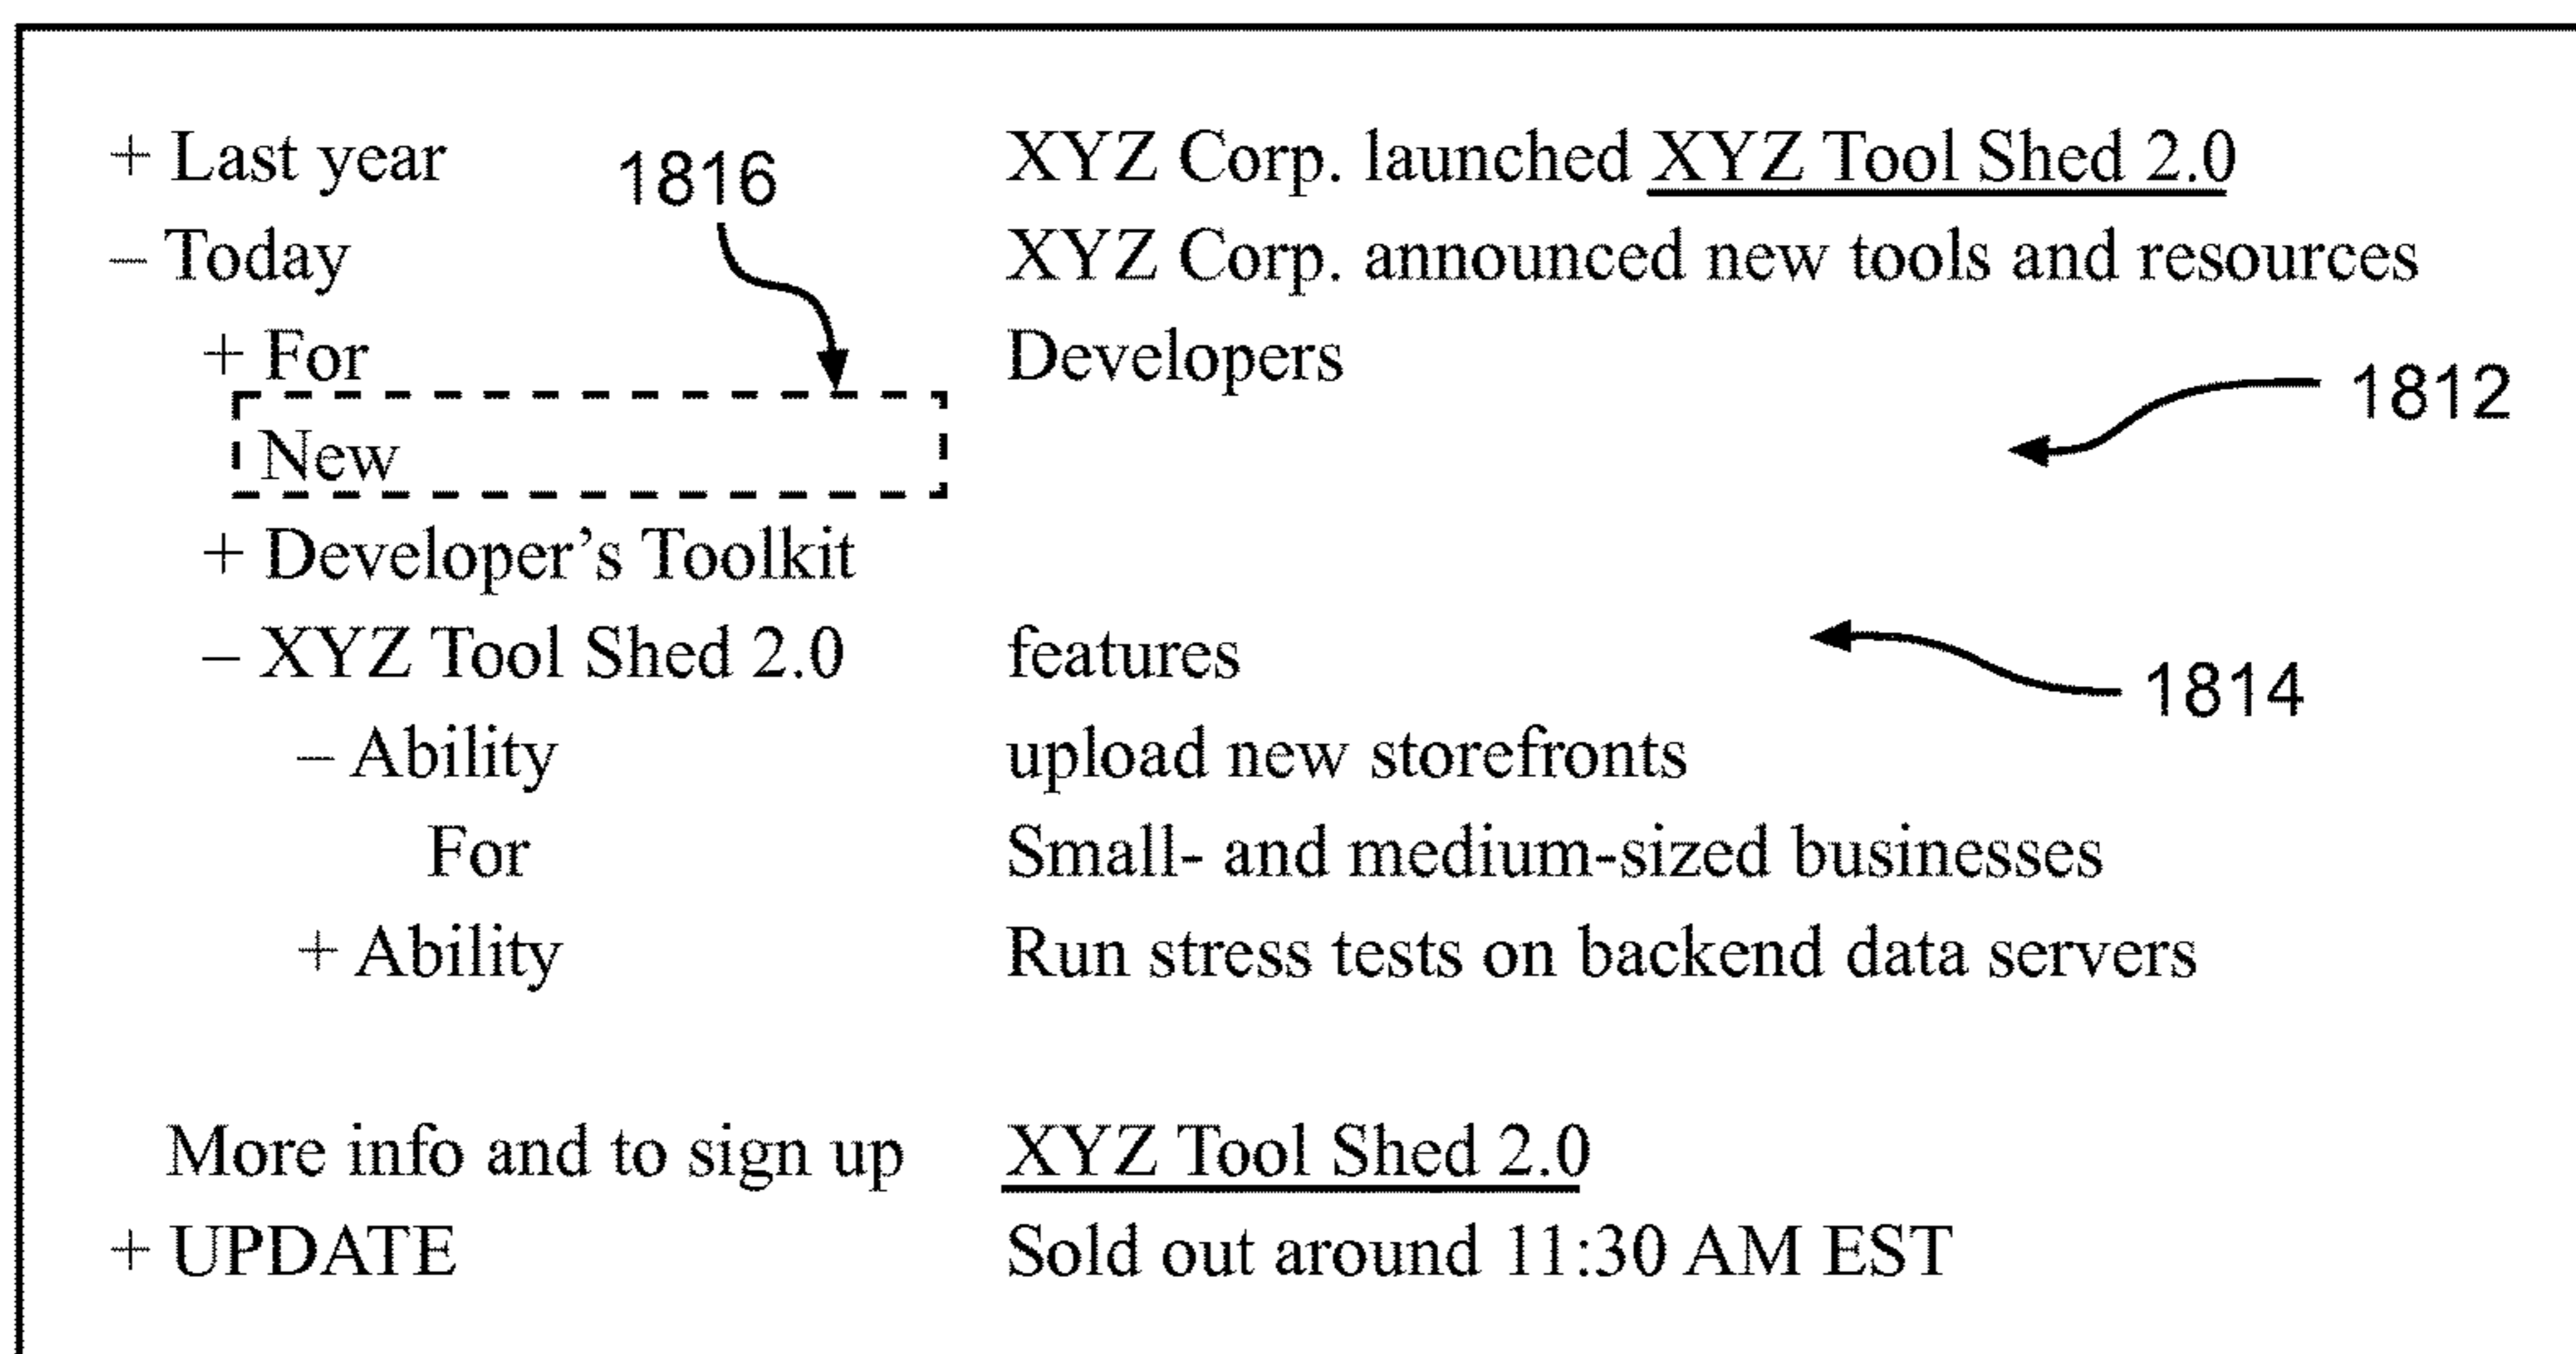 + Last year 1816 XYZ Corp. launched XYZ Tool Shed 2.0
– Today XYZ Corp. announced new tools and resources
+ For Developers 1812
New
+ Developer’s Toolkit
– XYZ Tool Shed 2.0 features 1814
– Ability upload new storefronts
For Small- and medium-sized businesses
+ Ability Run stress tests on backend data servers
More info and to sign up XYZ Tool Shed 2.0
+ UPDATE Sold out around 11:30 AM EST